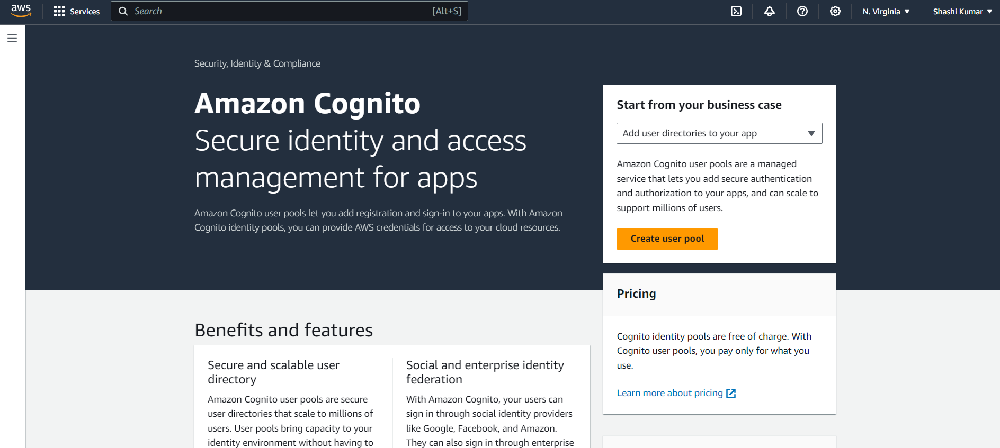 aws
Services
Search
[Alt+S]
N. Virginia
Shashi Kumar
Security, Identity & Compliance
Amazon Cognito
Secure identity and access
management for apps
Amazon Cognito user pools let you add registration and sign-in to your apps. With Amazon
Cognito identity pools, you can provide AWS credentials for access to your cloud resources.
Start from your business case
Add user directories to your app
Amazon Cognito user pools are a managed
service that lets you add secure authentication
and authorization to your apps, and can scale to
support millions of users.
Create user pool
Pricing
Cognito identity pools are free of charge. With
Cognito user pools, you pay only for what you
use.
Learn more about pricing
Benefits and features
Secure and scalable user
directory
Amazon Cognito user pools are secure
user directories that scale to millions of
users. User pools bring capacity to your
identity environment without having to
Social and enterprise identity
federation
With Amazon Cognito, your users can
sign in through social identity providers
like Google, Facebook, and Amazon.
They can also sign in through enterprise